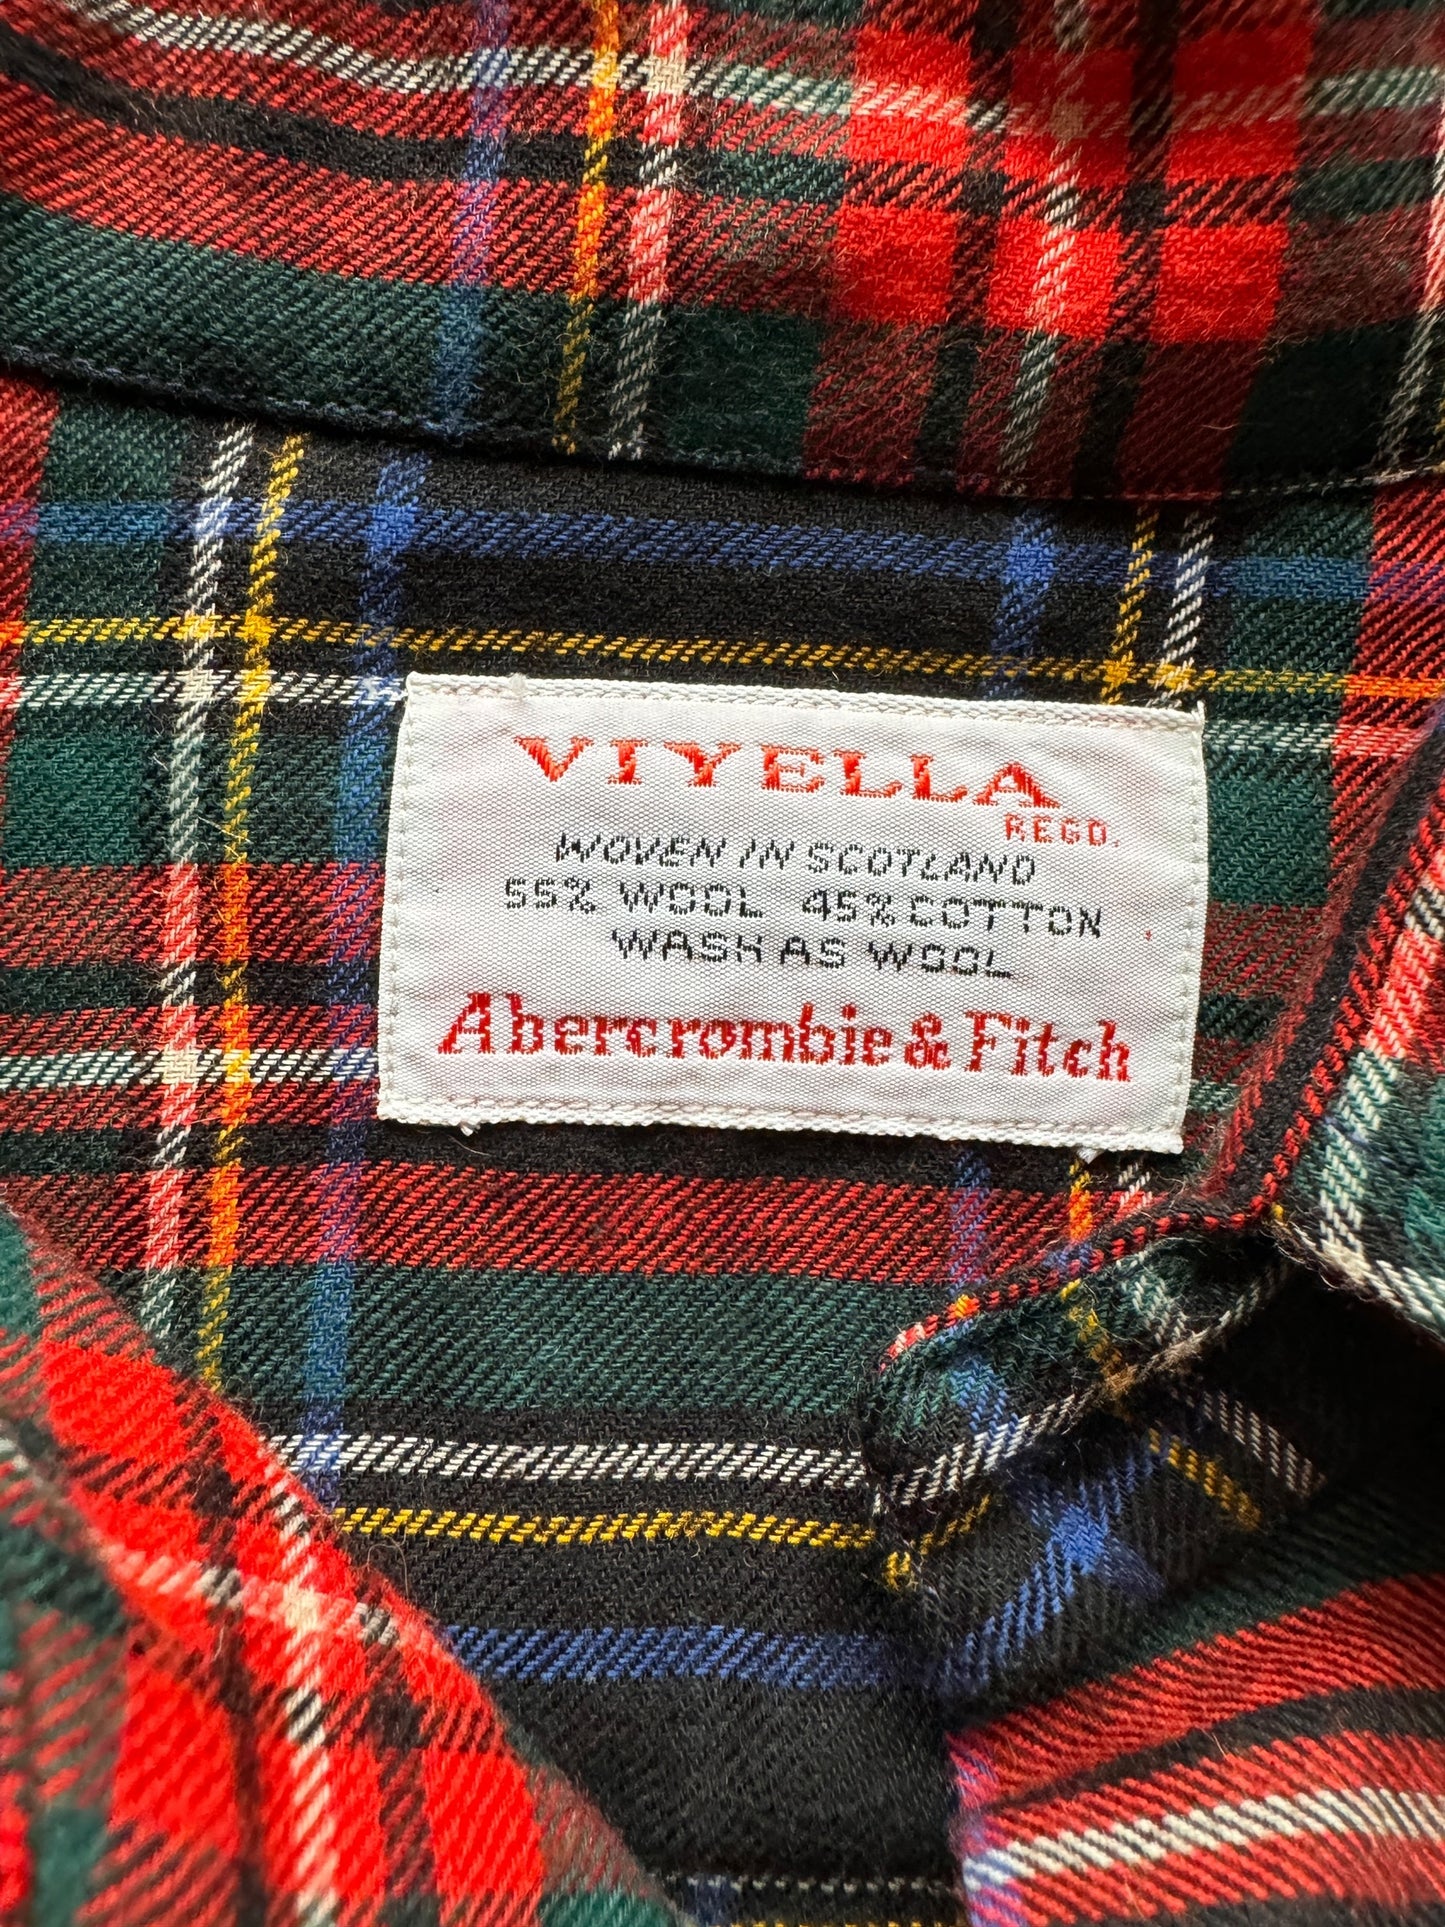 VIYELLA
REGD.
WOVEN IN SCOTLAND
55% WOOL 45% COTTON
WASH AS WOOL
Abercrombie & Fitch